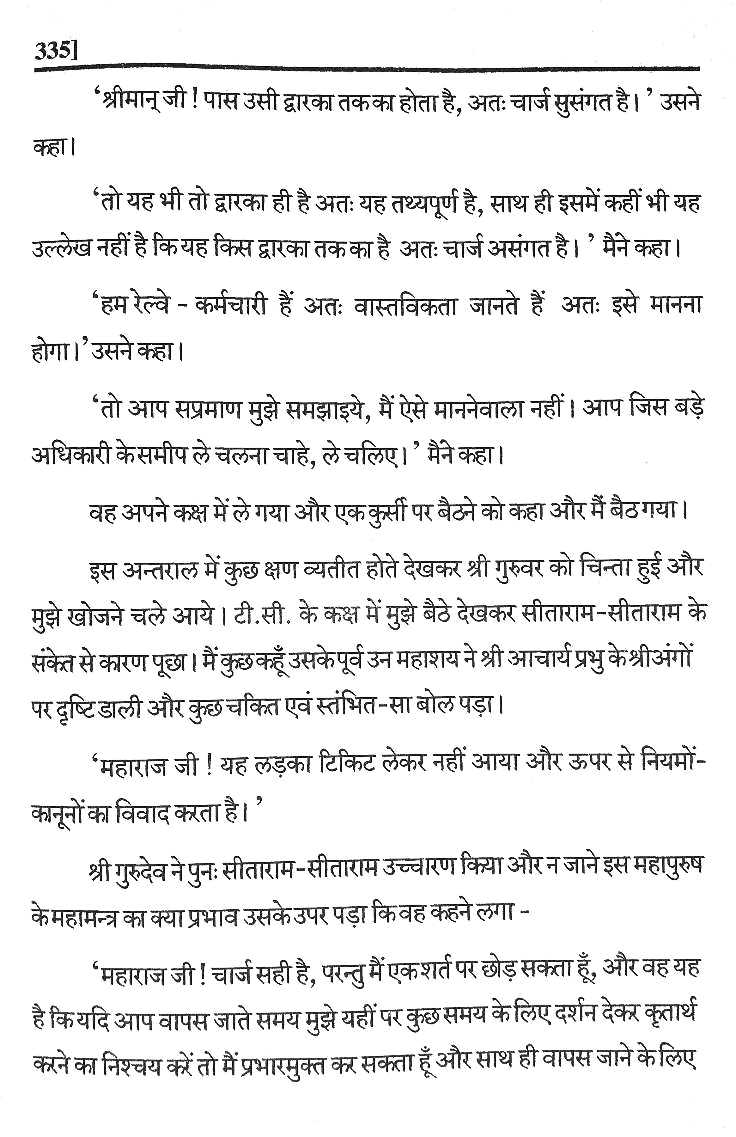 335]
‘श्रीमान् जी ! पास उसी द्वारका तक का होता है, अतः चार्ज सुसंगत है। ’ उसने
कहा।
‘तो यह भी तो द्वारका ही है अतः यह तथ्यपूर्ण है, साथ ही इसमें कहीं भी यह
उल्लेख नहीं है कि यह किस द्वारका तक का है अतः चार्ज असंगत है। ’ मैंने कहा।
‘हम रेल्वे - कर्मचारी हैं अतः वास्तविकता जानते हैं अतः इसे मानना
होगा।’ उसने कहा।
‘तो आप सप्रमाण मुझे समझाइये, मैं ऐसे माननेवाला नहीं। आप जिस बड़े
अधिकारी के समीप ले चलना चाहे, ले चलिए। ’ मैंने कहा।
वह अपने कक्ष में ले गया और एक कुर्सी पर बैठने को कहा और मैं बैठ गया।
इस अन्तराल में कुछ क्षण व्यतीत होते देखकर श्री गुरुवर को चिन्ता हुई और
मुझे खोजने चले आये। टी.सी. के कक्ष में मुझे बैठे देखकर सीताराम-सीताराम के
संकेत से कारण पूछा। मैं कुछ कहूँ उसके पूर्व उन महाशय ने श्री आचार्य प्रभु के श्रीअंगों
पर दृष्टि डाली और कुछ चकित एवं स्तंभित-सा बोल पड़ा।
‘महाराज जी ! यह लड़का टिकिट लेकर नहीं आया और ऊपर से नियमों-
कानूनों का विवाद करता है। ’
श्री गुरुदेव ने पुनः सीताराम-सीताराम उच्चारण किया और न जाने इस महापुरुष
के महामन्त्र का क्या प्रभाव उसके उपर पड़ा कि वह कहने लगा -
‘महाराज जी ! चार्ज सही है, परन्तु मैं एक शर्त पर छोड़ सकता हूँ, और वह यह
है कि यदि आप वापस जाते समय मुझे यहीं पर कुछ समय के लिए दर्शन देकर कृतार्थ
करने का निश्चय करें तो मैं प्रभारमुक्त कर सकता हूँ और साथ ही वापस जाने के लिए